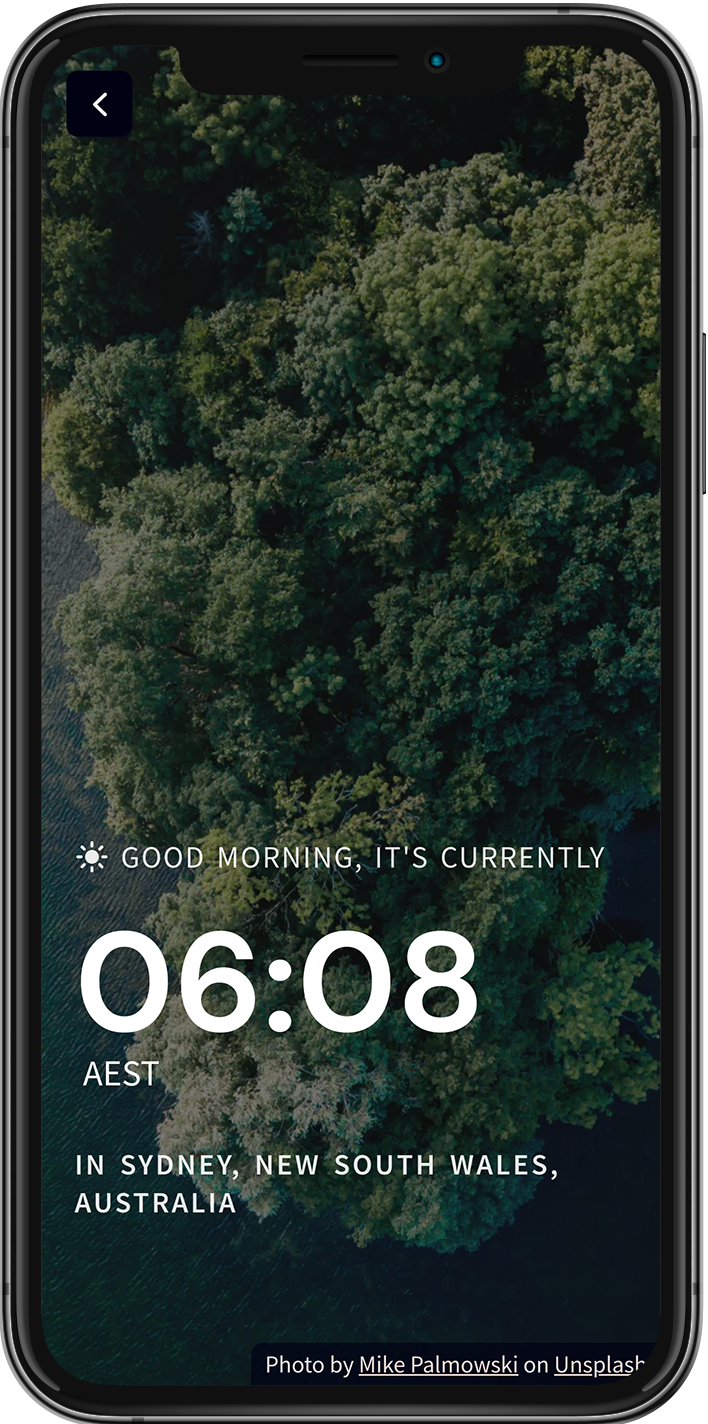 GOOD MORNING, IT'S CURRENTLY
06:08
AEST
IN SYDNEY, NEW SOUTH WALES,
AUSTRALIA
Photo by Mike Palmowski on Unsplash